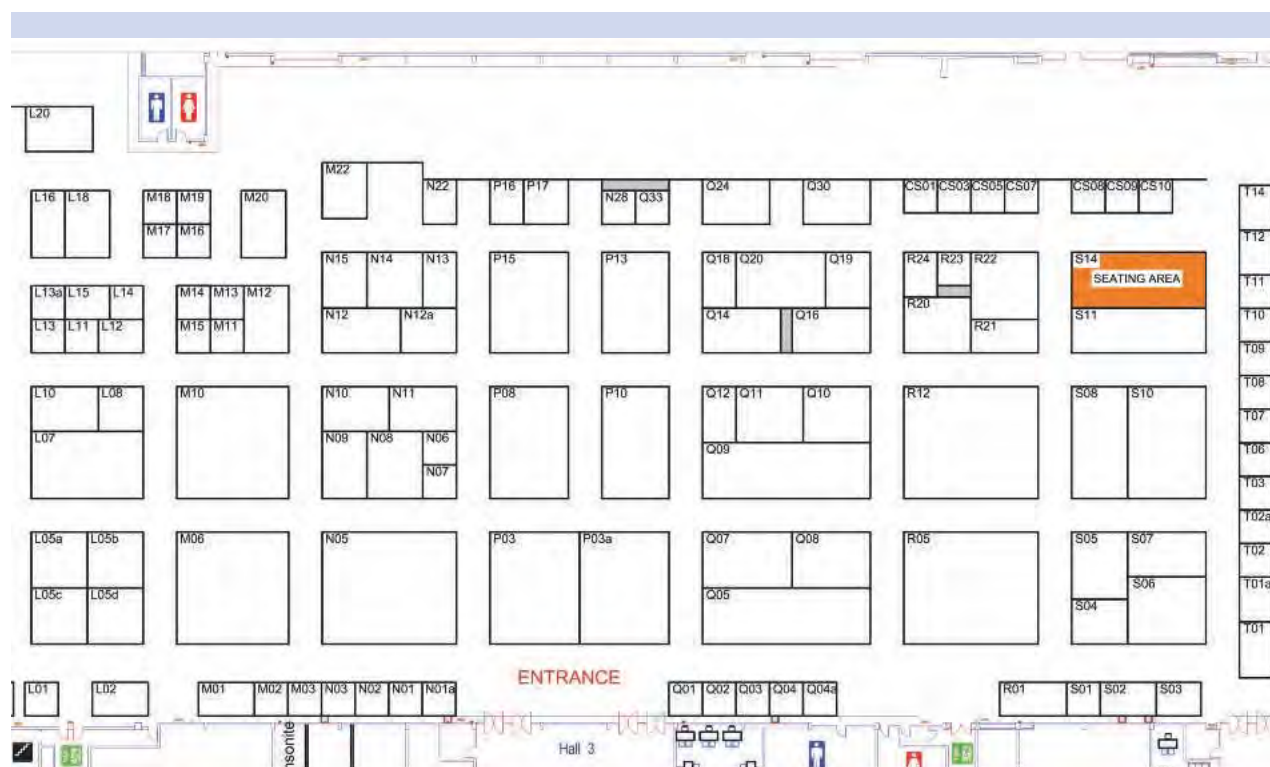 L20
M22
L16 L18 M18 M19 M20 N22 P16 P17 N28 Q33 Q24 Q30 CS01 CS03 CS05 CS07 CS08 CS09 CS10 T14
M17 M16
T12
N15 N14 N13 P15 P13 Q18 Q20 Q19 R24 R23 R22 S14
SEATING AREA T11
L13a L15 L14 M14 M13 M12 R20
N12 N12a Q14 Q16 S11 T10
L13 L11 L12 M15 M11 R21
T09
T08
L10 L08 M10 N10 N11 P08 P10 Q12 Q11 Q10 R12 S08 S10
T07
L07 N09 N08 N06 Q09 T06
N07
T03
T02a
L05a L05b M06 N05 P03 P03a Q07 Q08 R05 S05 S07
T02
L05c L05d Q05 S06 T01a
S04
T01
ENTRANCE
L01 L02 M01 M02 M03 N03 N02 N01 N01a Q01 Q02 Q03 Q04 Q04a R01 S01 S02 S03
Hall 3